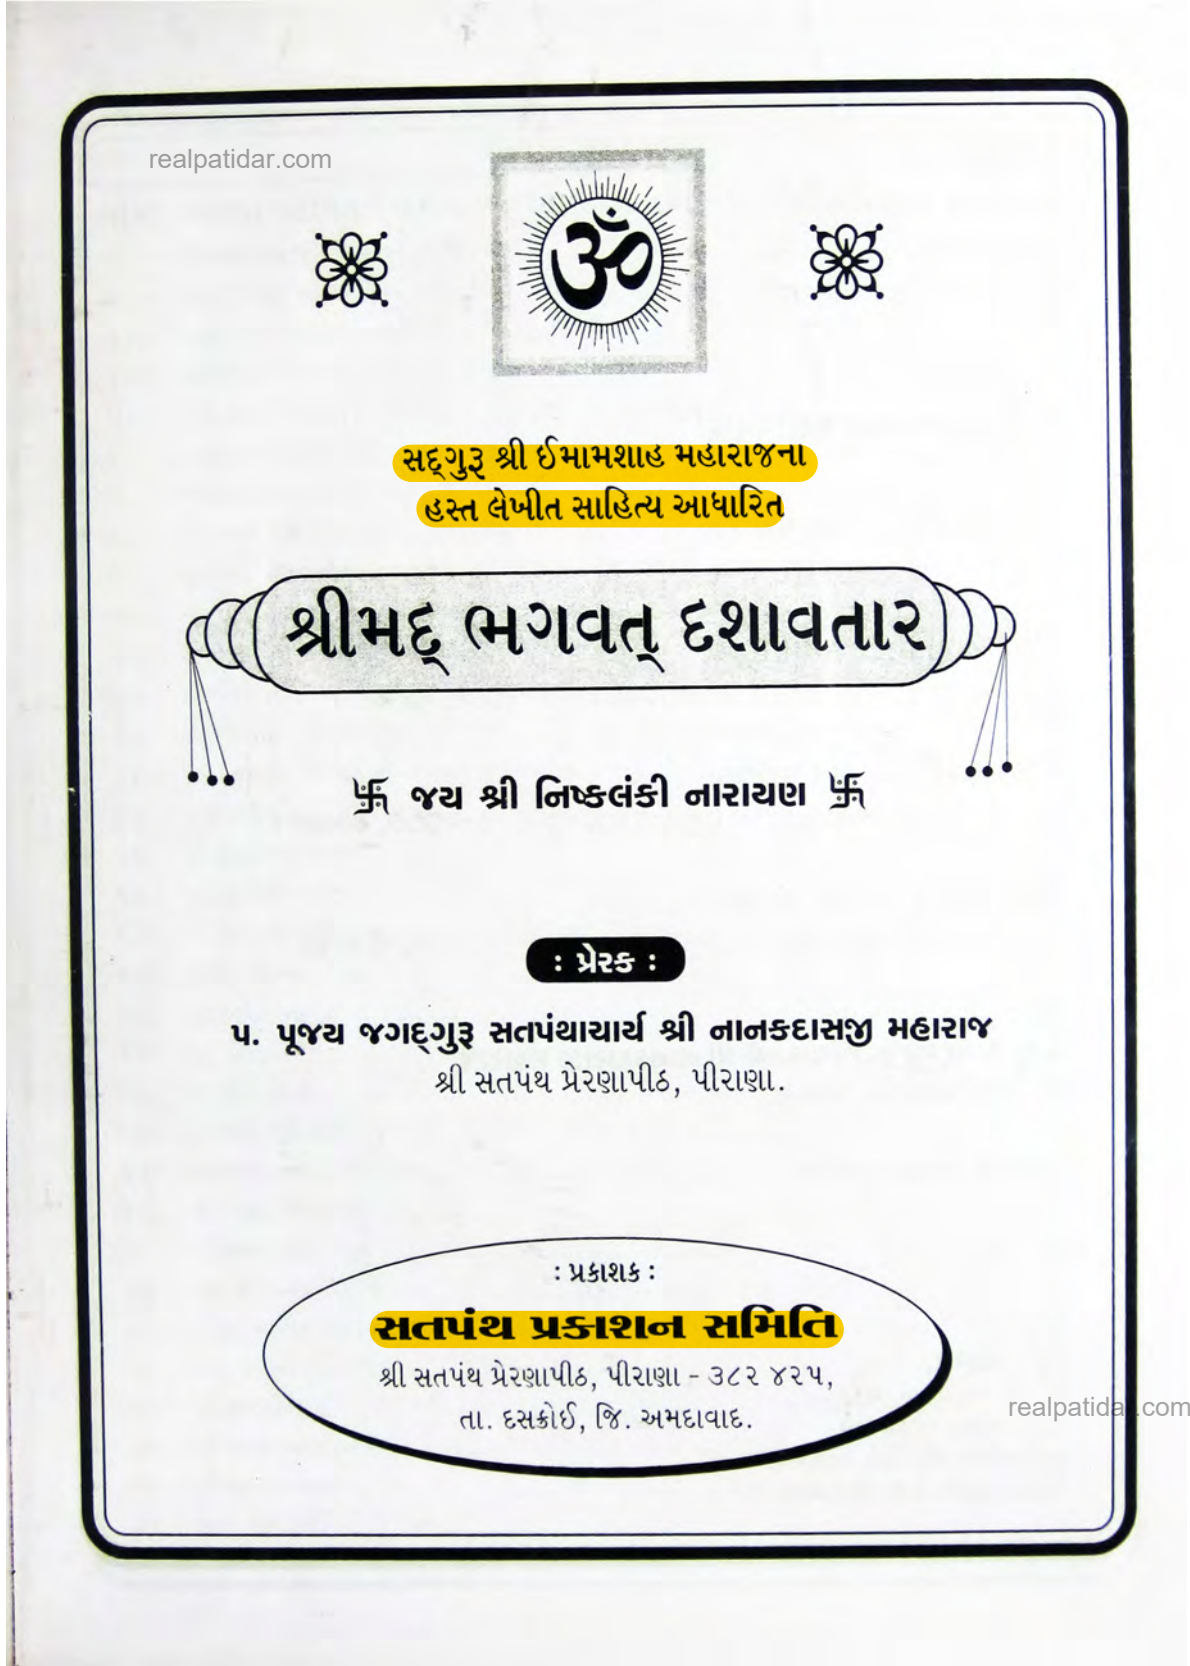 realpatidar.com
ૐ
સદ્ગુરૂ શ્રી ઈમામશાહ મહારાજના
હસ્ત લેખીત સાહિત્ય આધારિત
શ્રીમદ્ ભગવત્ દશાવતાર
卐 જય શ્રી નિષ્કલંકી નારાયણ 卐
: પ્રેરક :
પ. પૂજય જગદ્ગુરૂ સતપંથાચાર્ય શ્રી નાનકદાસજી મહારાજ
શ્રી સતપંથ પ્રેરણાપીઠ, પીરાણા.
: પ્રકાશક :
સતપંથ પ્રકાશન સમિતિ
શ્રી સતપંથ પ્રેરણાપીઠ, પીરાણા - ૩૮૨ ૪૨૫,
તા. દસક્રોઈ, જિ. અમદાવાદ.
realpatidar.com